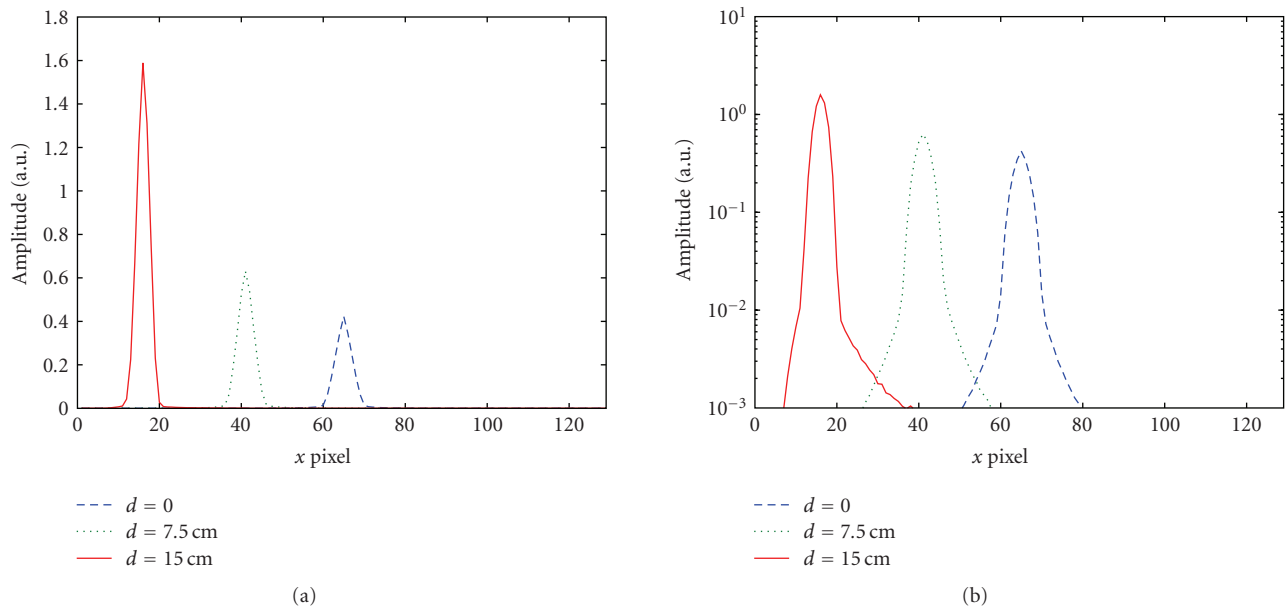 1.8
1.6
1.4
1.2
1
0.8
0.6
0.4
0.2
0
Amplitude (a.u.)
0 20 40 60 80 100 120
x pixel
d = 0
d = 7.5 cm
d = 15 cm
(a)
10^1
10^0
10^−1
10^−2
10^−3
Amplitude (a.u.)
0 20 40 60 80 100 120
x pixel
d = 0
d = 7.5 cm
d = 15 cm
(b)